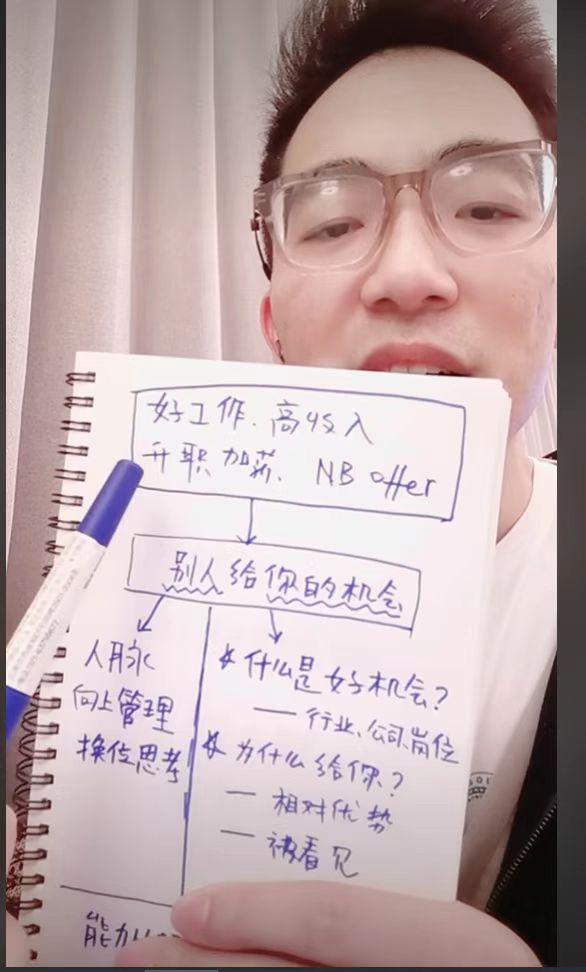 好工作、高收入
升职加薪、NB offer
别人给你的机会
人脉
向上管理
换位思考
* 什么是好机会?
— 行业、公司、岗位
* 为什么给你?
— 相对优势
— 被看见
能力